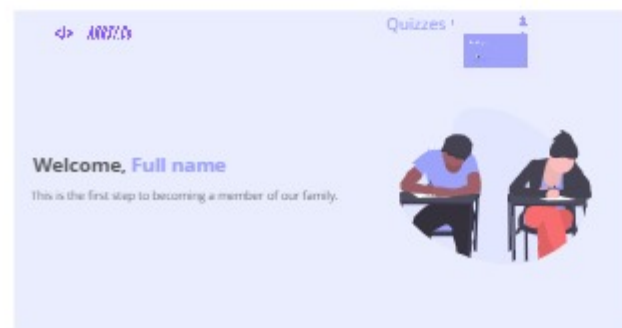 </>
Quizzes
Welcome, Full name
This is the first step to becoming a member of our family.